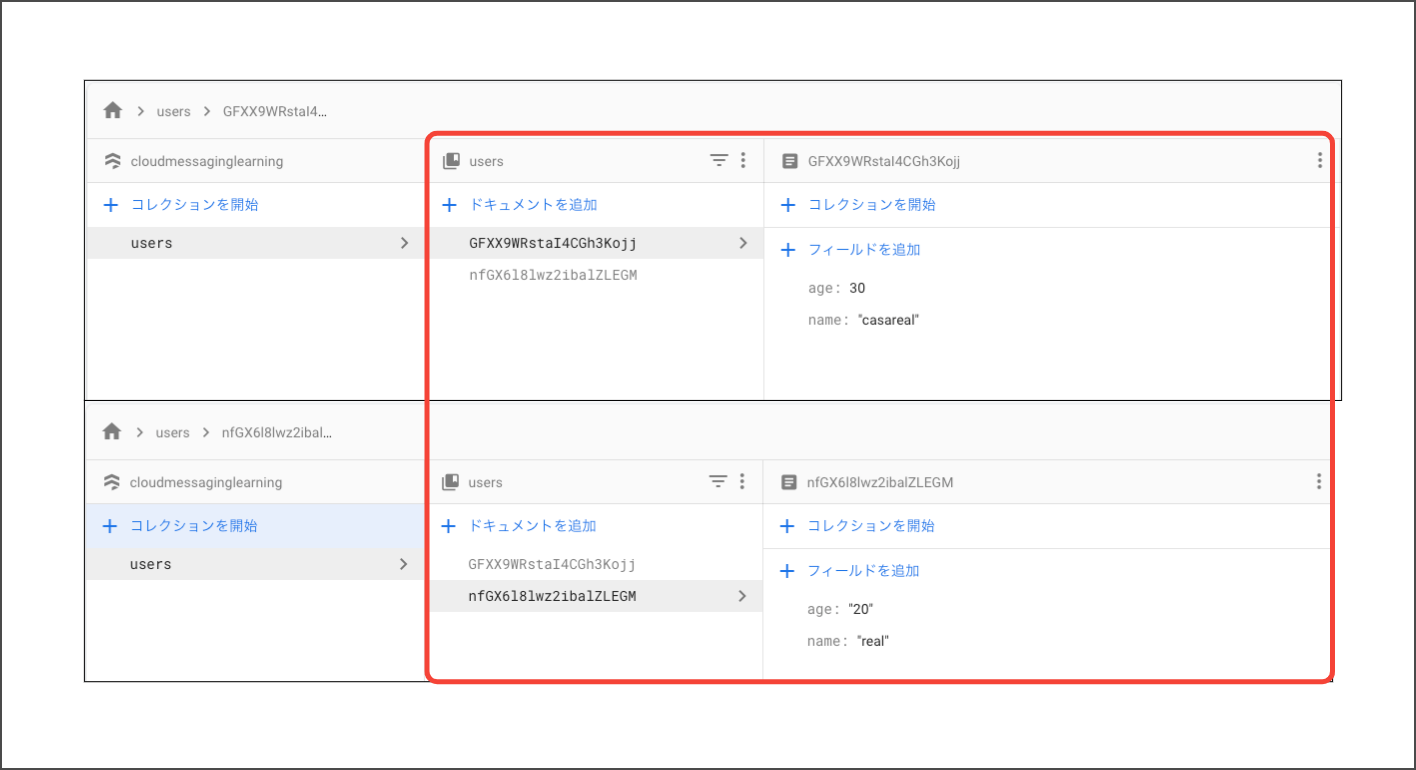 users
GFXX9WRstaI4...
cloudmessaginglearning
users
GFXX9WRstaI4CGh3Kojj
コレクションを開始
ドキュメントを追加
コレクションを開始
users
GFXX9WRstaI4CGh3Kojj
フィールドを追加
nfGX6l8lwz2ibalZLEGM
age: 30
name: "casareal"
users
nfGX6l8lwz2ibal...
cloudmessaginglearning
users
nfGX6l8lwz2ibalZLEGM
コレクションを開始
ドキュメントを追加
コレクションを開始
users
GFXX9WRstaI4CGh3Kojj
フィールドを追加
nfGX6l8lwz2ibalZLEGM
age: "20"
name: "real"